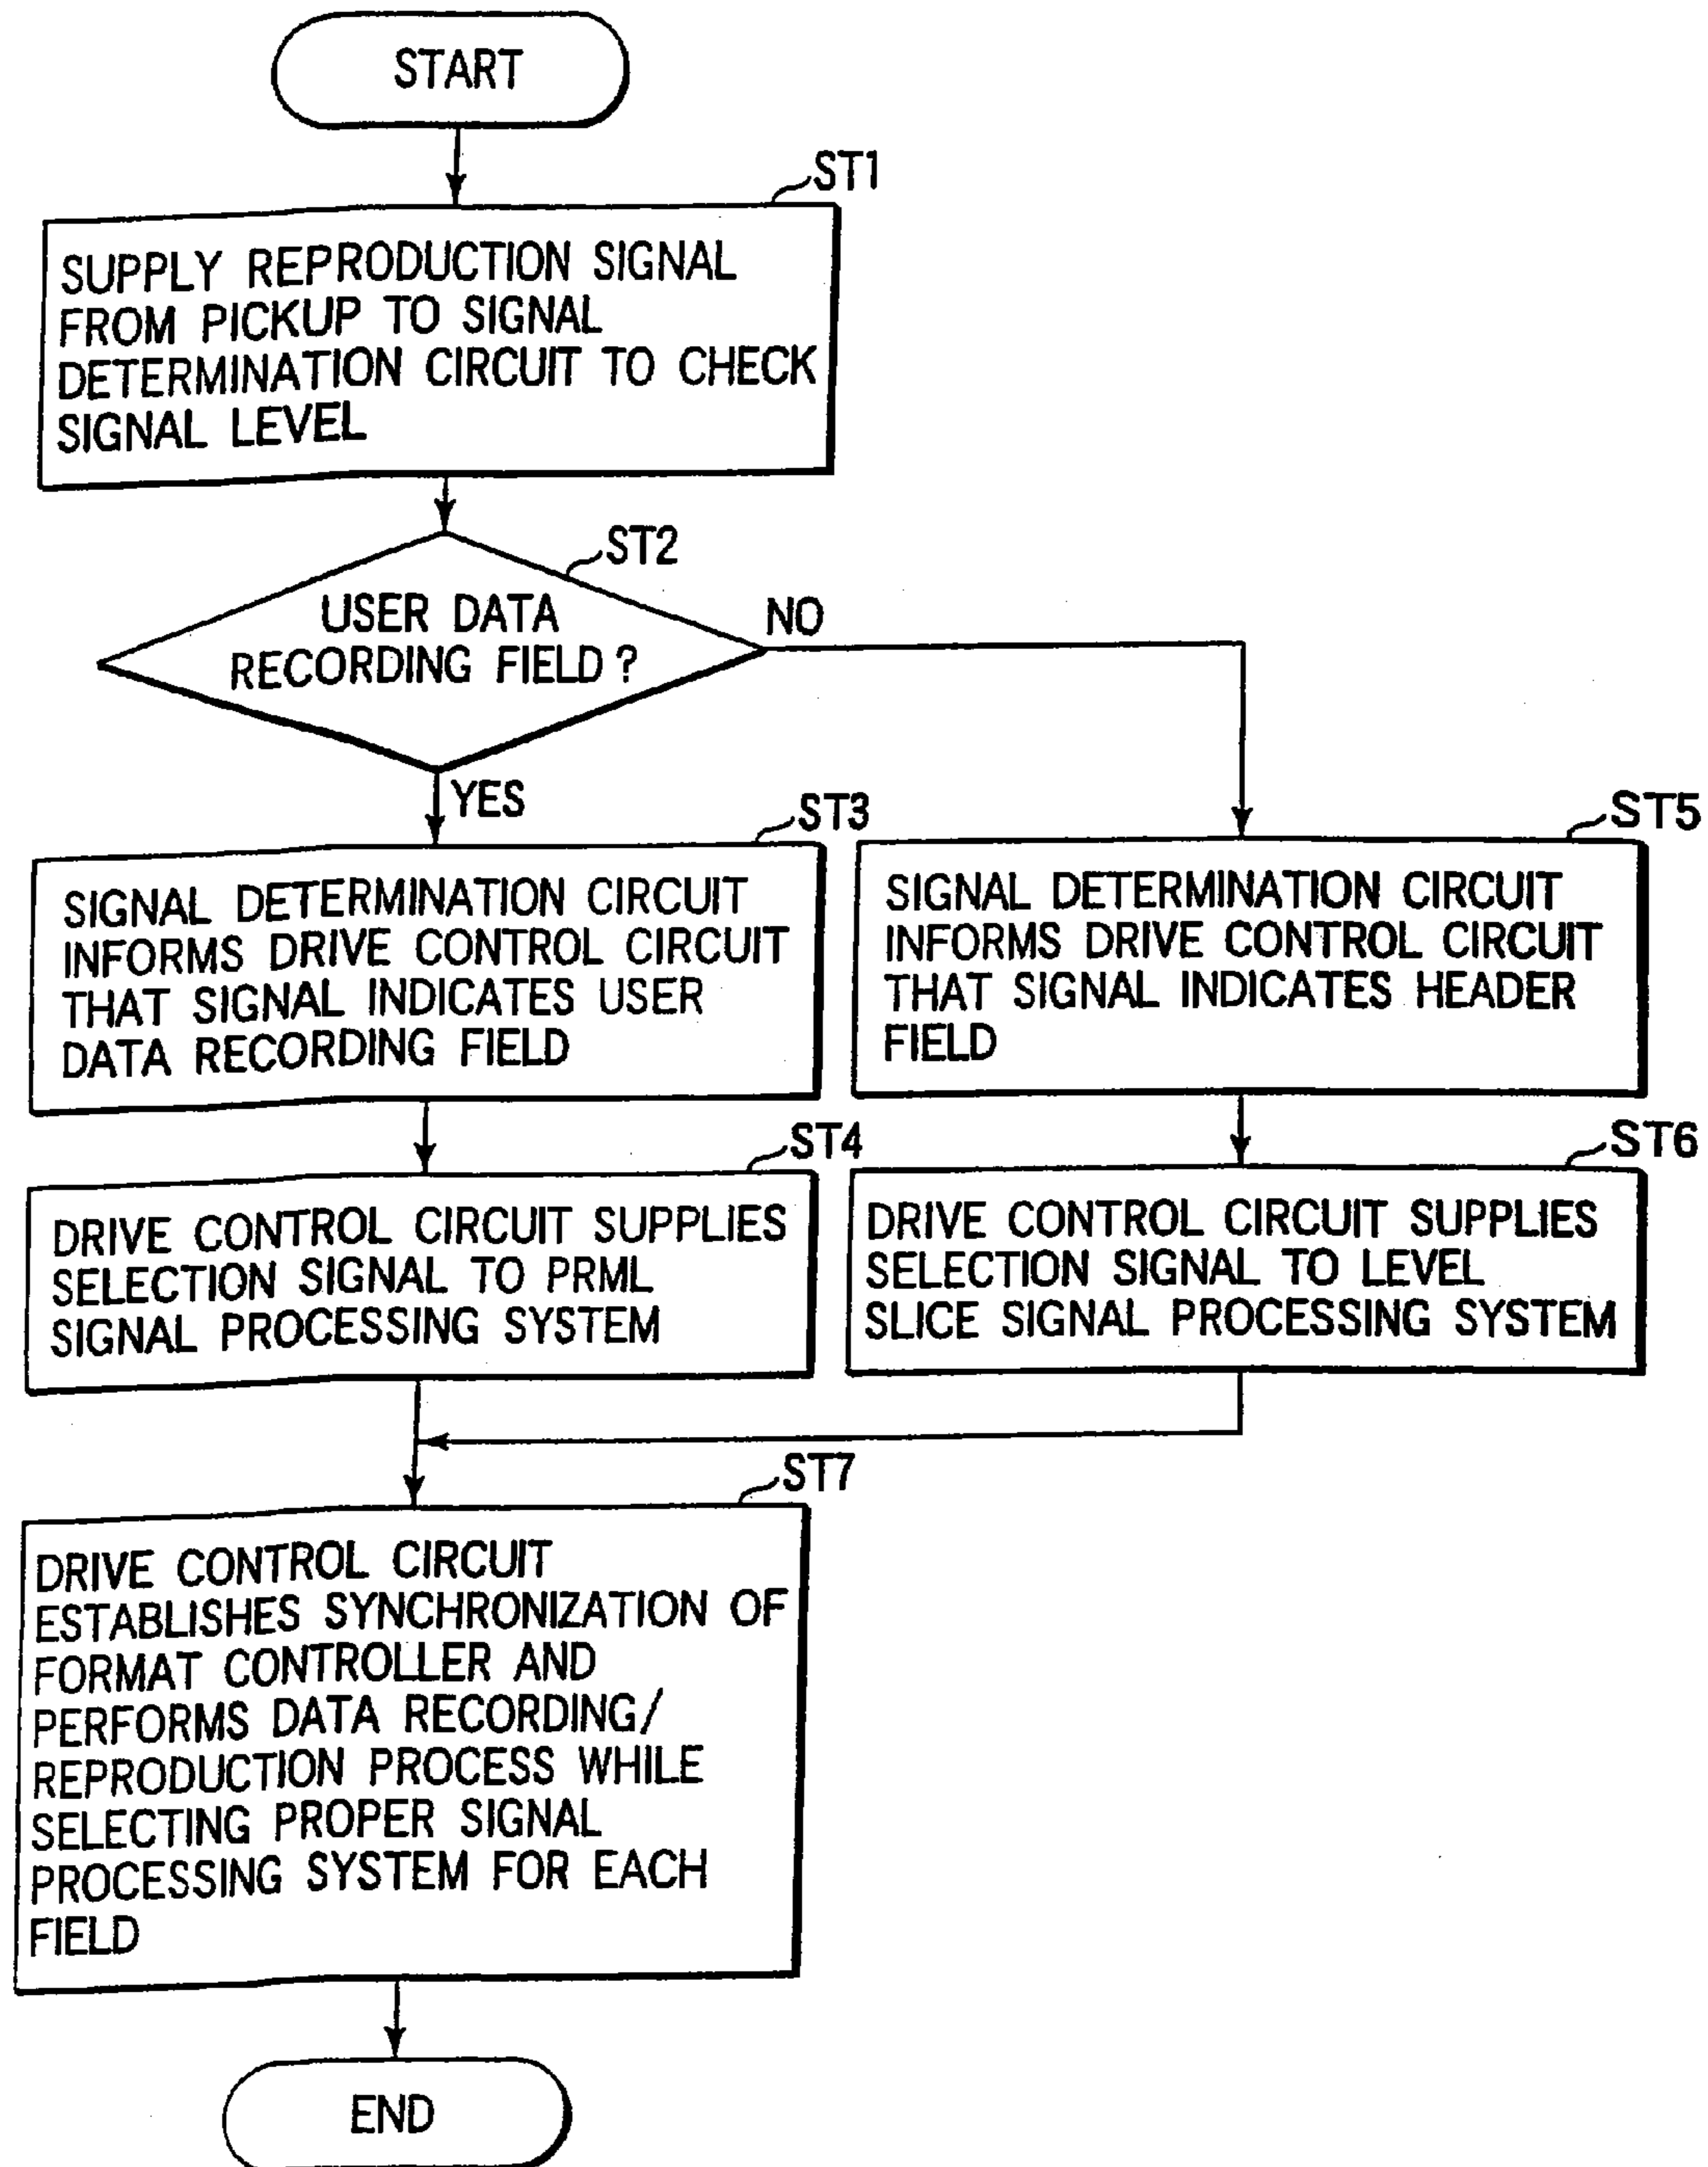 START
ST1
SUPPLY REPRODUCTION SIGNAL
FROM PICKUP TO SIGNAL
DETERMINATION CIRCUIT TO CHECK
SIGNAL LEVEL
ST2
USER DATA
RECORDING FIELD?
NO
YES
ST3
SIGNAL DETERMINATION CIRCUIT
INFORMS DRIVE CONTROL CIRCUIT
THAT SIGNAL INDICATES USER
DATA RECORDING FIELD
ST5
SIGNAL DETERMINATION CIRCUIT
INFORMS DRIVE CONTROL CIRCUIT
THAT SIGNAL INDICATES HEADER
FIELD
ST4
DRIVE CONTROL CIRCUIT SUPPLIES
SELECTION SIGNAL TO PRML
SIGNAL PROCESSING SYSTEM
ST6
DRIVE CONTROL CIRCUIT SUPPLIES
SELECTION SIGNAL TO LEVEL
SLICE SIGNAL PROCESSING SYSTEM
ST7
DRIVE CONTROL CIRCUIT
ESTABLISHES SYNCHRONIZATION OF
FORMAT CONTROLLER AND
PERFORMS DATA RECORDING/
REPRODUCTION PROCESS WHILE
SELECTING PROPER SIGNAL
PROCESSING SYSTEM FOR EACH
FIELD
END